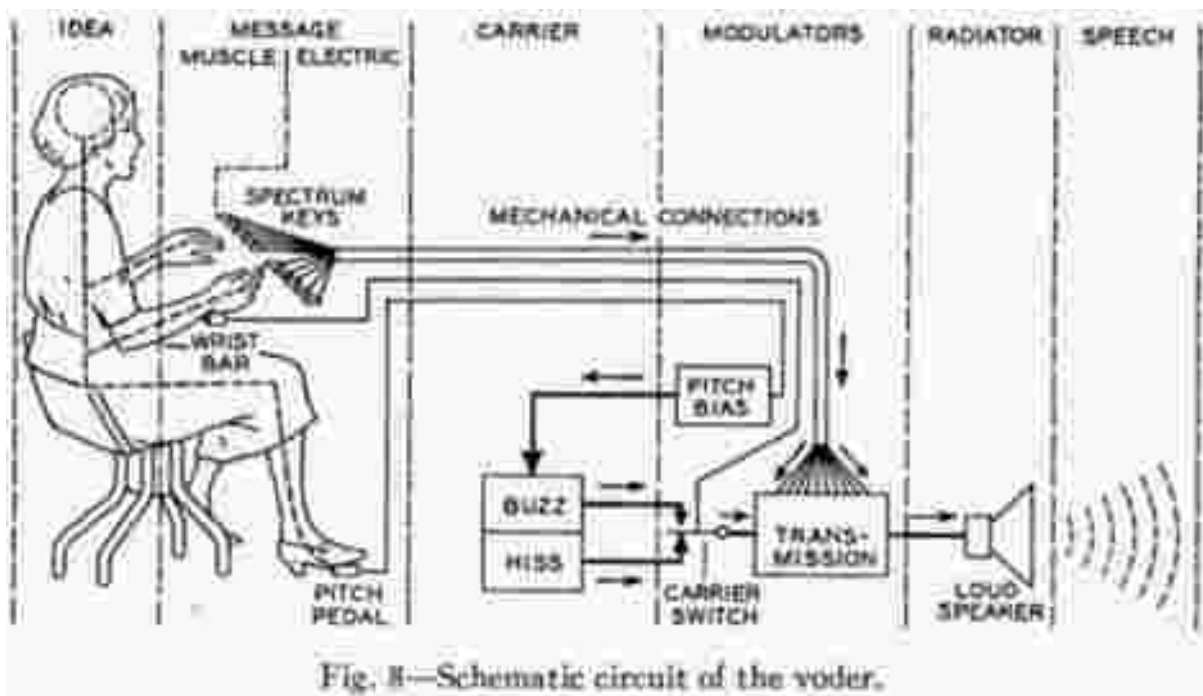 IDEA
MESSAGE
CARRIER
MODULATORS
RADIATOR
SPEECH
MUSCLE
ELECTRIC
SPECTRUM
KEYS
MECHANICAL CONNECTIONS
WRIST
BAR
PITCH
BIAS
BUZZ
HISS
TRANS-
MISSION
PITCH
PEDAL
CARRIER
SWITCH
LOUD
SPEAKER
Fig. 8—Schematic circuit of the voder.